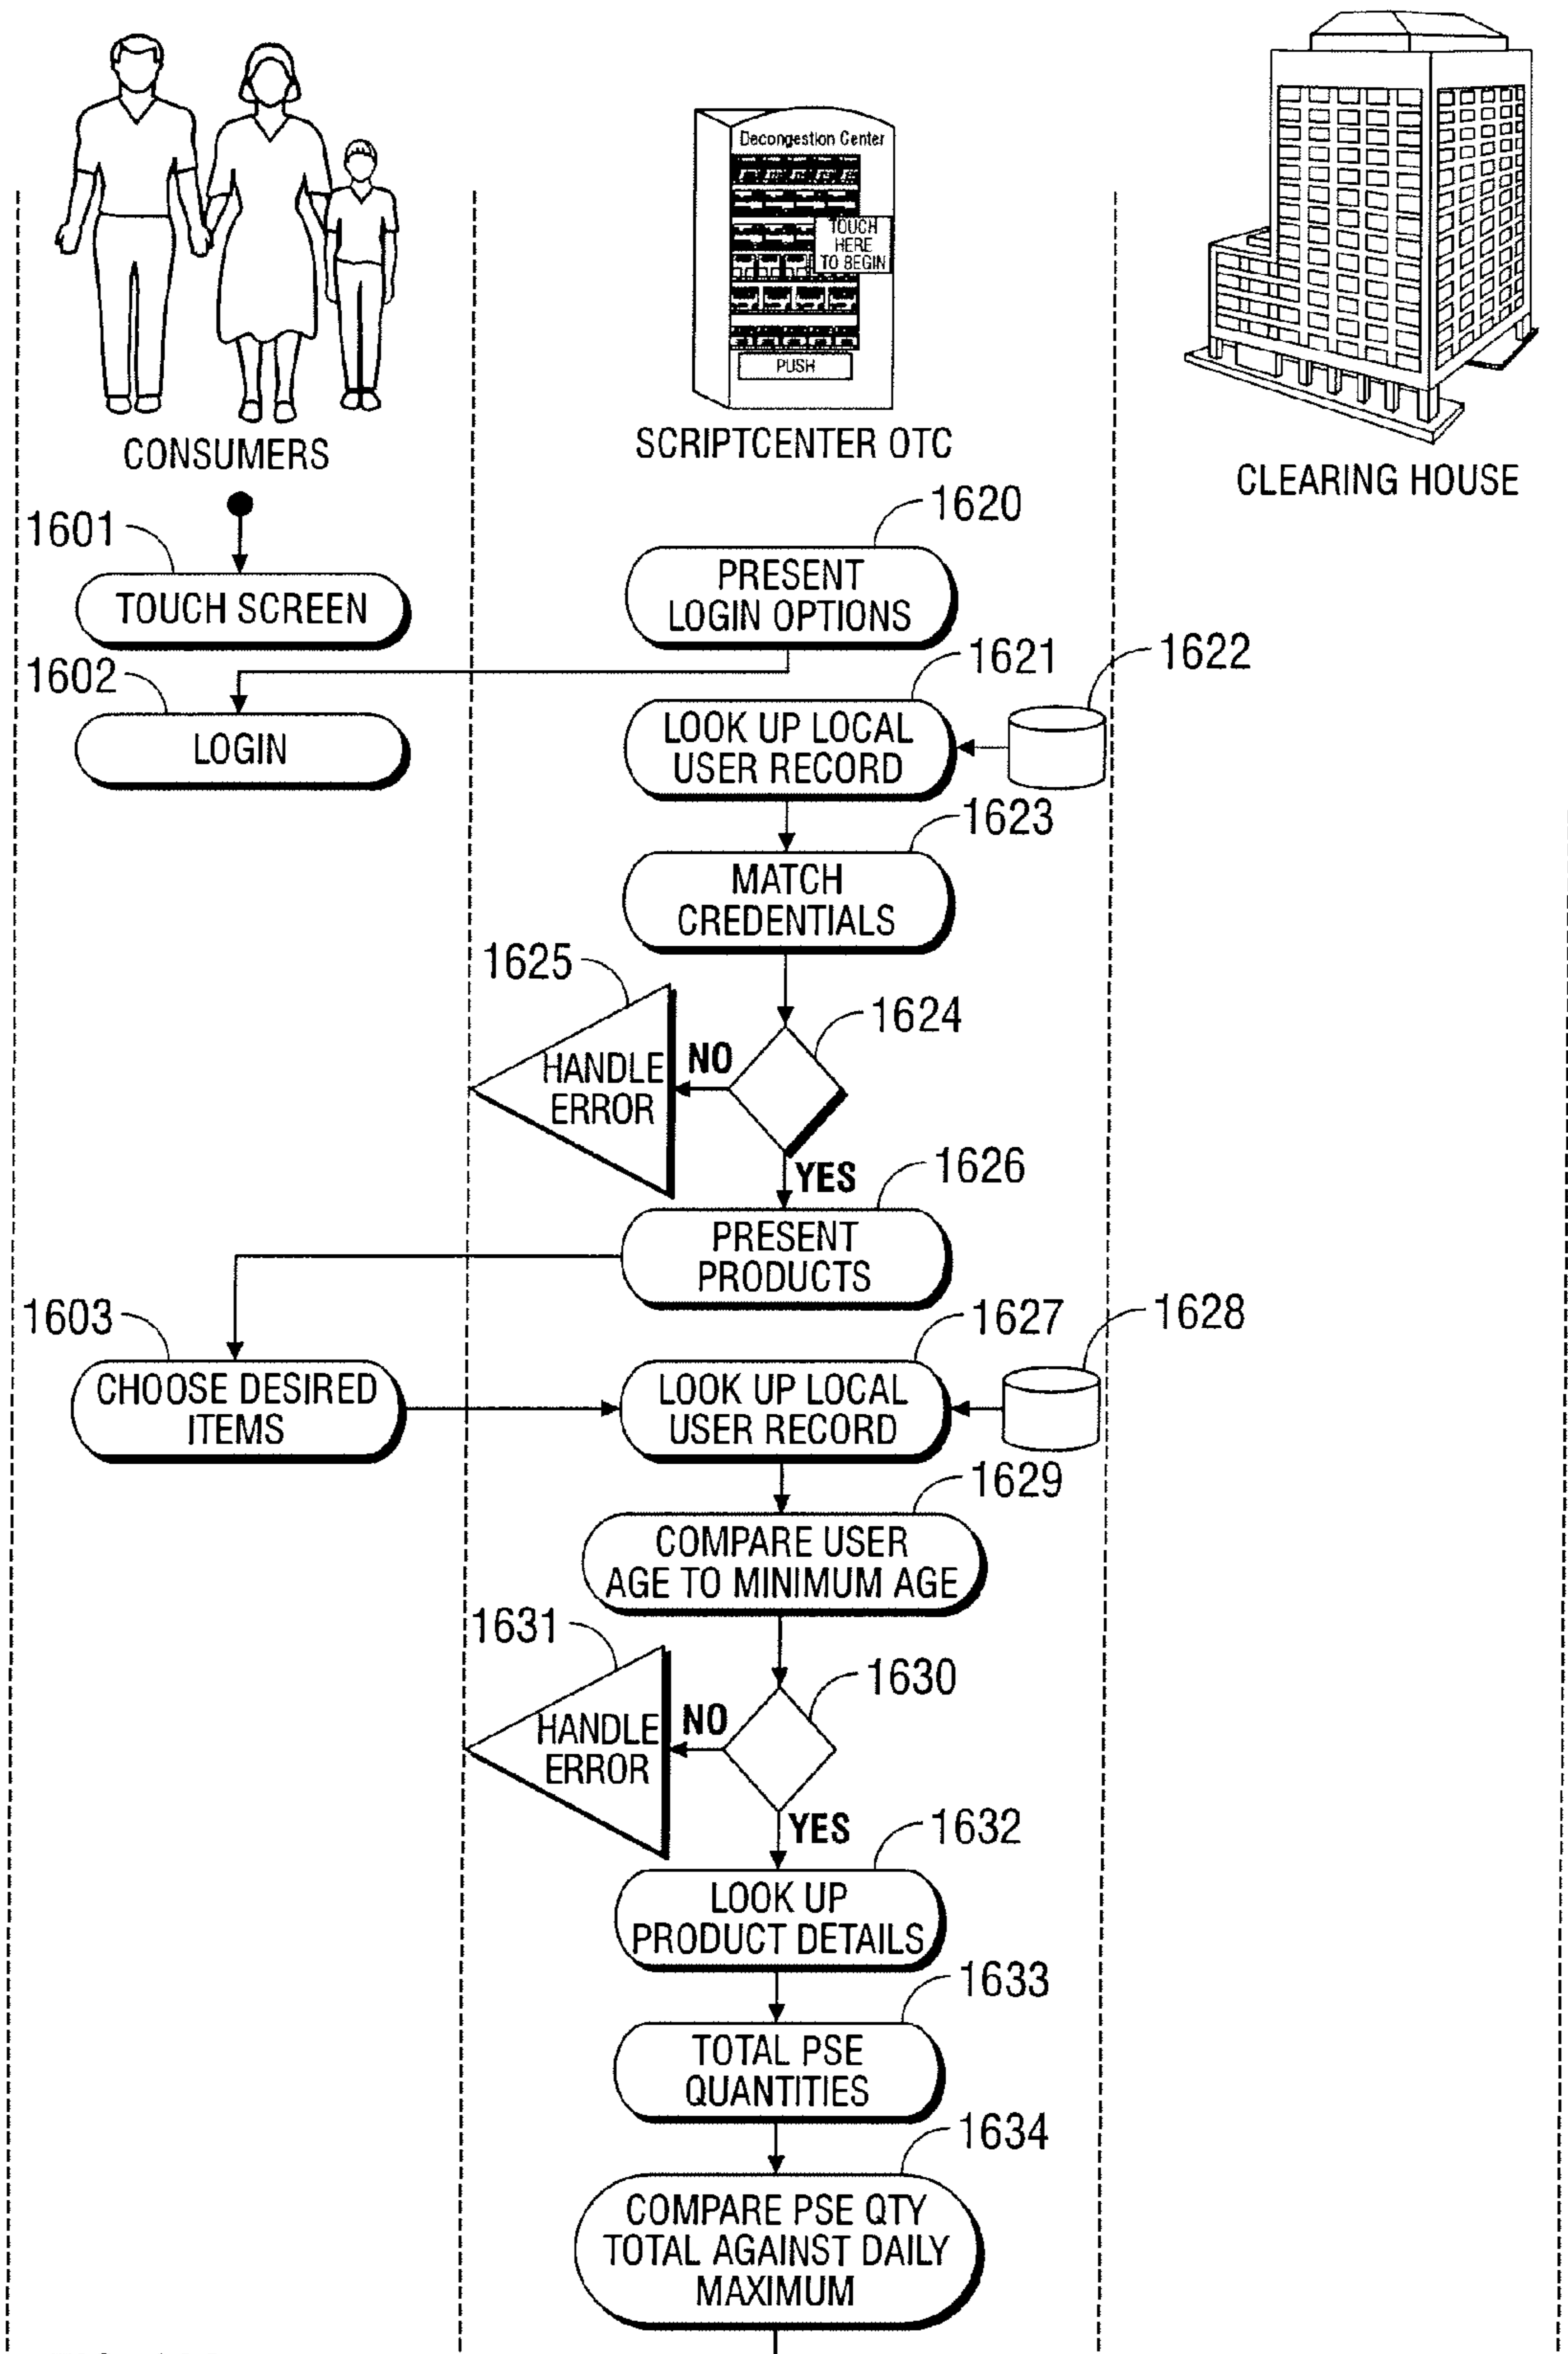 Decongestion Center
TOUCH
HERE
TO BEGIN
PUSH
CONSUMERS
SCRIPTCENTER OTC
CLEARING HOUSE
1601
TOUCH SCREEN
1620
PRESENT
LOGIN OPTIONS
1602
LOGIN
1621
LOOK UP LOCAL
USER RECORD
1622
1623
MATCH
CREDENTIALS
1624
1625
HANDLE
ERROR
NO
YES
1626
PRESENT
PRODUCTS
1603
CHOOSE DESIRED
ITEMS
1627
LOOK UP LOCAL
USER RECORD
1628
1629
COMPARE USER
AGE TO MINIMUM AGE
1630
1631
HANDLE
ERROR
NO
YES
1632
LOOK UP
PRODUCT DETAILS
1633
TOTAL PSE
QUANTITIES
1634
COMPARE PSE QTY
TOTAL AGAINST DAILY
MAXIMUM